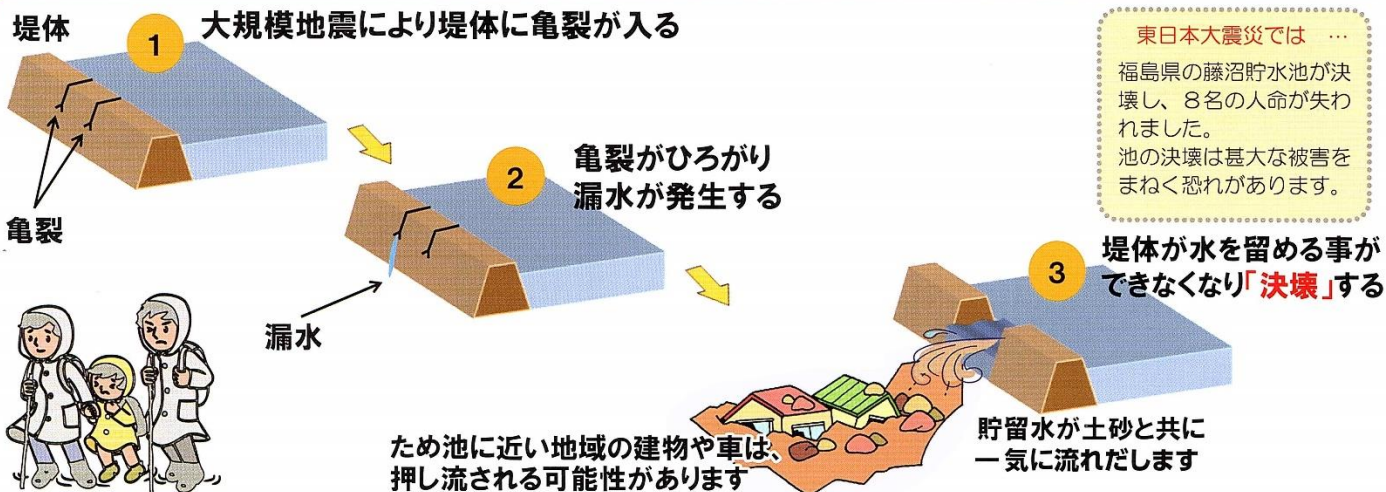 堤体
1
大規模地震により堤体に亀裂が入る
亀裂
2
亀裂がひろがり
漏水が発生する
漏水
東日本大震災では …
福島県の藤沼貯水池が決
壊し、8名の人命が失わ
れました。
池の決壊は甚大な被害を
まねく恐れがあります。
3
堤体が水を留める事が
できなくなり「決壊」する
ため池に近い地域の建物や車は、
押し流される可能性があります
貯留水が土砂と共に
一気に流れだします